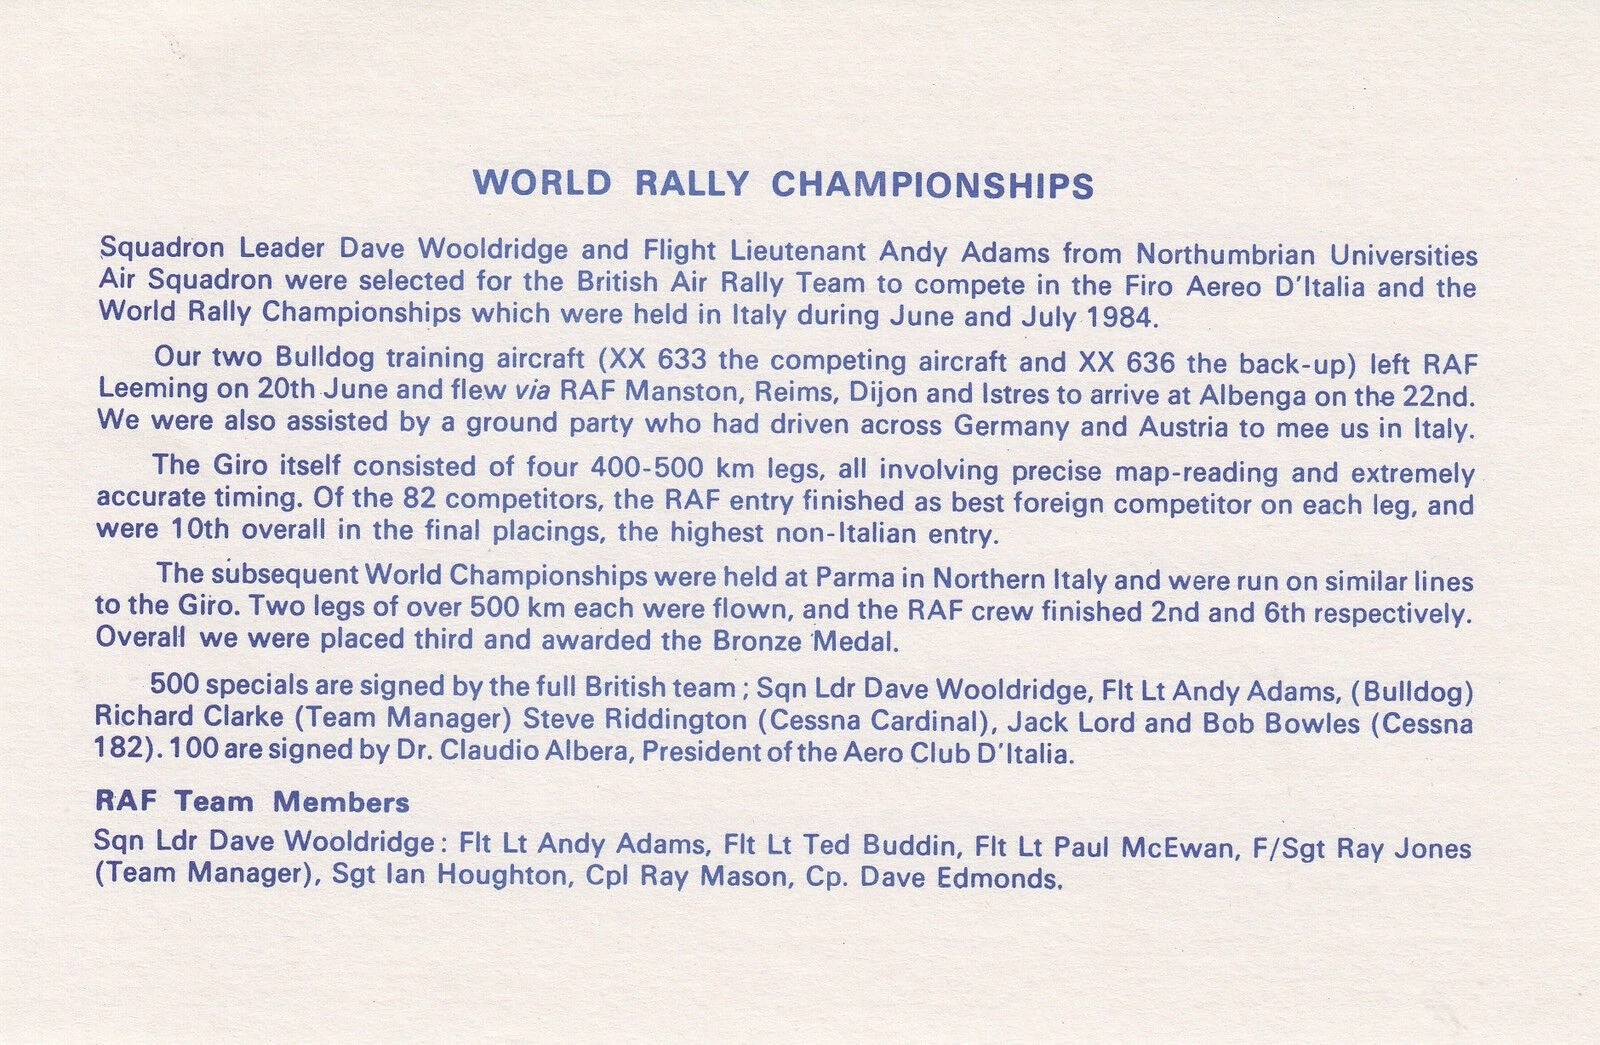 WORLD RALLY CHAMPIONSHIPS
Squadron Leader Dave Wooldridge and Flight Lieutenant Andy Adams from Northumbrian Universities
Air Squadron were selected for the British Air Rally Team to compete in the Firo Aereo D'Italia and the
World Rally Championships which were held in Italy during June and July 1984.
Our two Bulldog training aircraft (XX 633 the competing aircraft and XX 636 the back-up) left RAF
Leeming on 20th June and flew via RAF Manston, Reims, Dijon and Istres to arrive at Albenga on the 22nd.
We were also assisted by a ground party who had driven across Germany and Austria to mee us in Italy.
The Giro itself consisted of four 400-500 km legs, all involving precise map-reading and extremely
accurate timing. Of the 82 competitors, the RAF entry finished as best foreign competitor on each leg, and
were 10th overall in the final placings, the highest non-Italian entry.
The subsequent World Championships were held at Parma in Northern Italy and were run on similar lines
to the Giro. Two legs of over 500 km each were flown, and the RAF crew finished 2nd and 6th respectively.
Overall we were placed third and awarded the Bronze Medal.
500 specials are signed by the full British team; Sqn Ldr Dave Wooldridge, Flt Lt Andy Adams, (Bulldog)
Richard Clarke (Team Manager) Steve Riddington (Cessna Cardinal), Jack Lord and Bob Bowles (Cessna
182). 100 are signed by Dr. Claudio Albera, President of the Aero Club D'Italia.
RAF Team Members
Sqn Ldr Dave Wooldridge: Flt Lt Andy Adams, Flt Lt Ted Buddin, Flt Lt Paul McEwan, F/Sgt Ray Jones
(Team Manager), Sgt Ian Houghton, Cpl Ray Mason, Cp. Dave Edmonds.